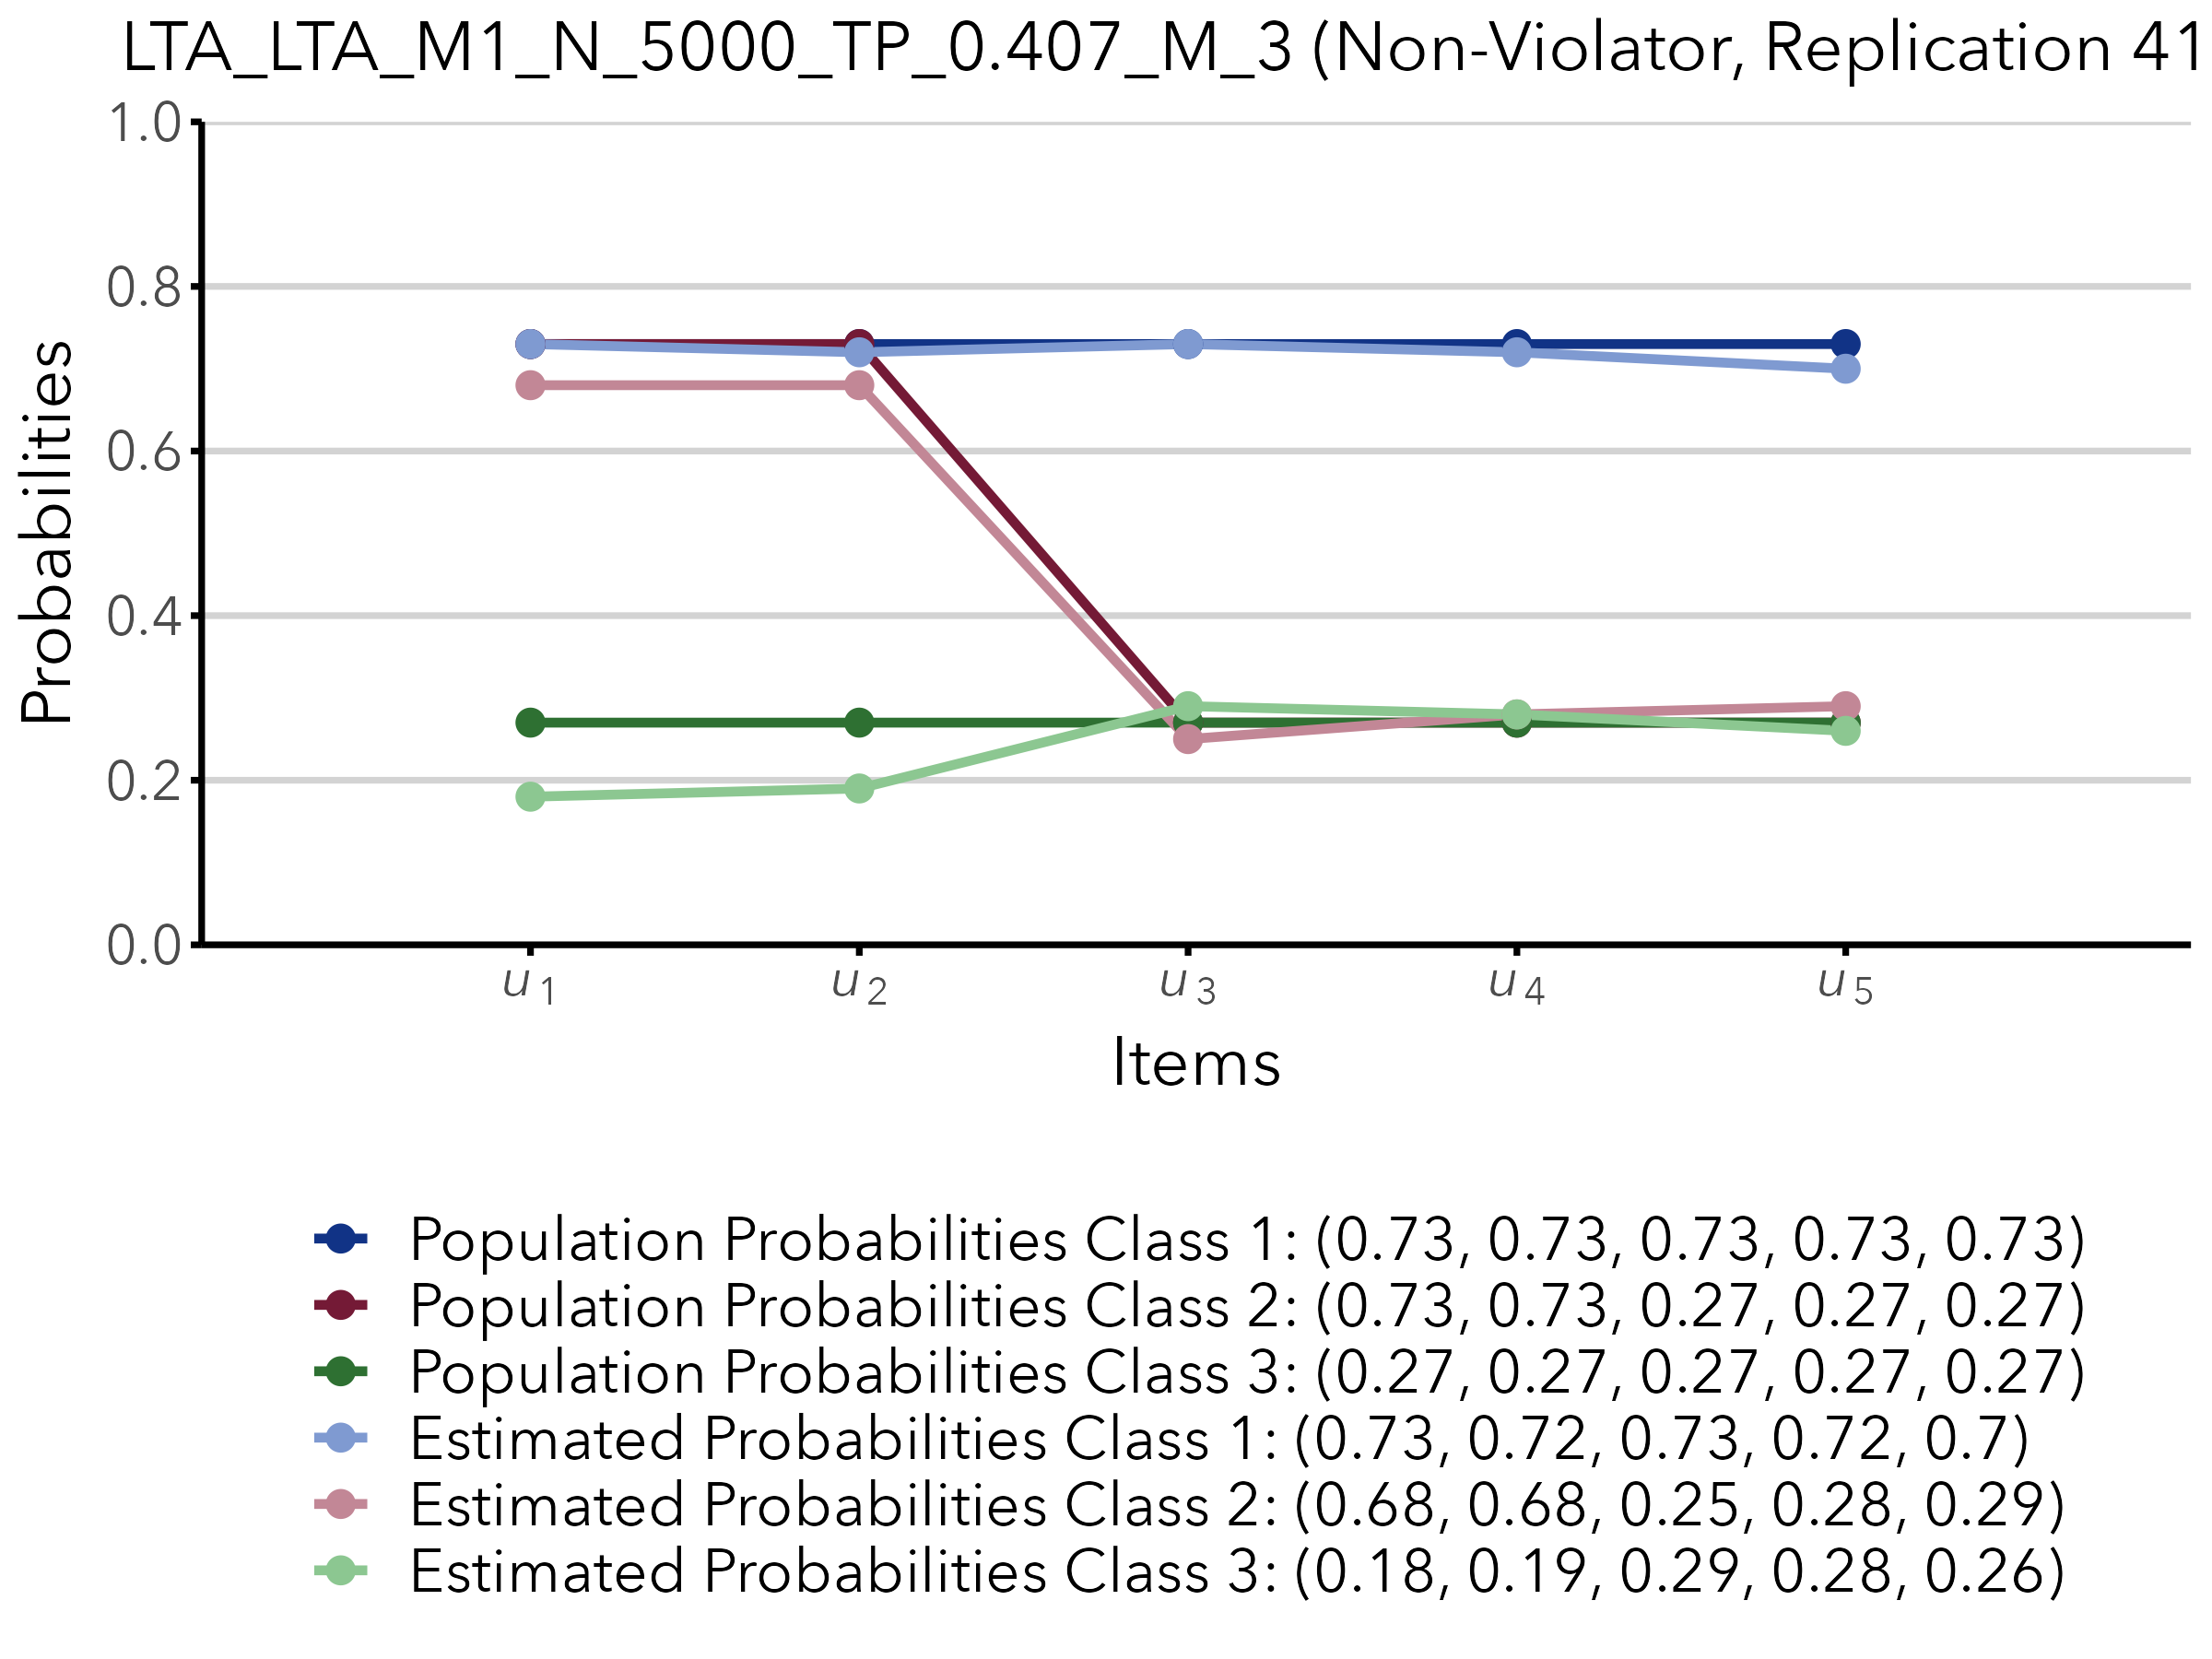 LTA_LTA_M1_N_5000_TP_0.407_M_3 (Non-Violator, Replication 41
1.0
0.8
0.6
0.4
0.2
0.0
Probabilities
u1 u2 u3 u4 u5
Items
Population Probabilities Class 1: (0.73, 0.73, 0.73, 0.73, 0.73)
Population Probabilities Class 2: (0.73, 0.73, 0.27, 0.27, 0.27)
Population Probabilities Class 3: (0.27, 0.27, 0.27, 0.27, 0.27)
Estimated Probabilities Class 1: (0.73, 0.72, 0.73, 0.72, 0.7)
Estimated Probabilities Class 2: (0.68, 0.68, 0.25, 0.28, 0.29)
Estimated Probabilities Class 3: (0.18, 0.19, 0.29, 0.28, 0.26)